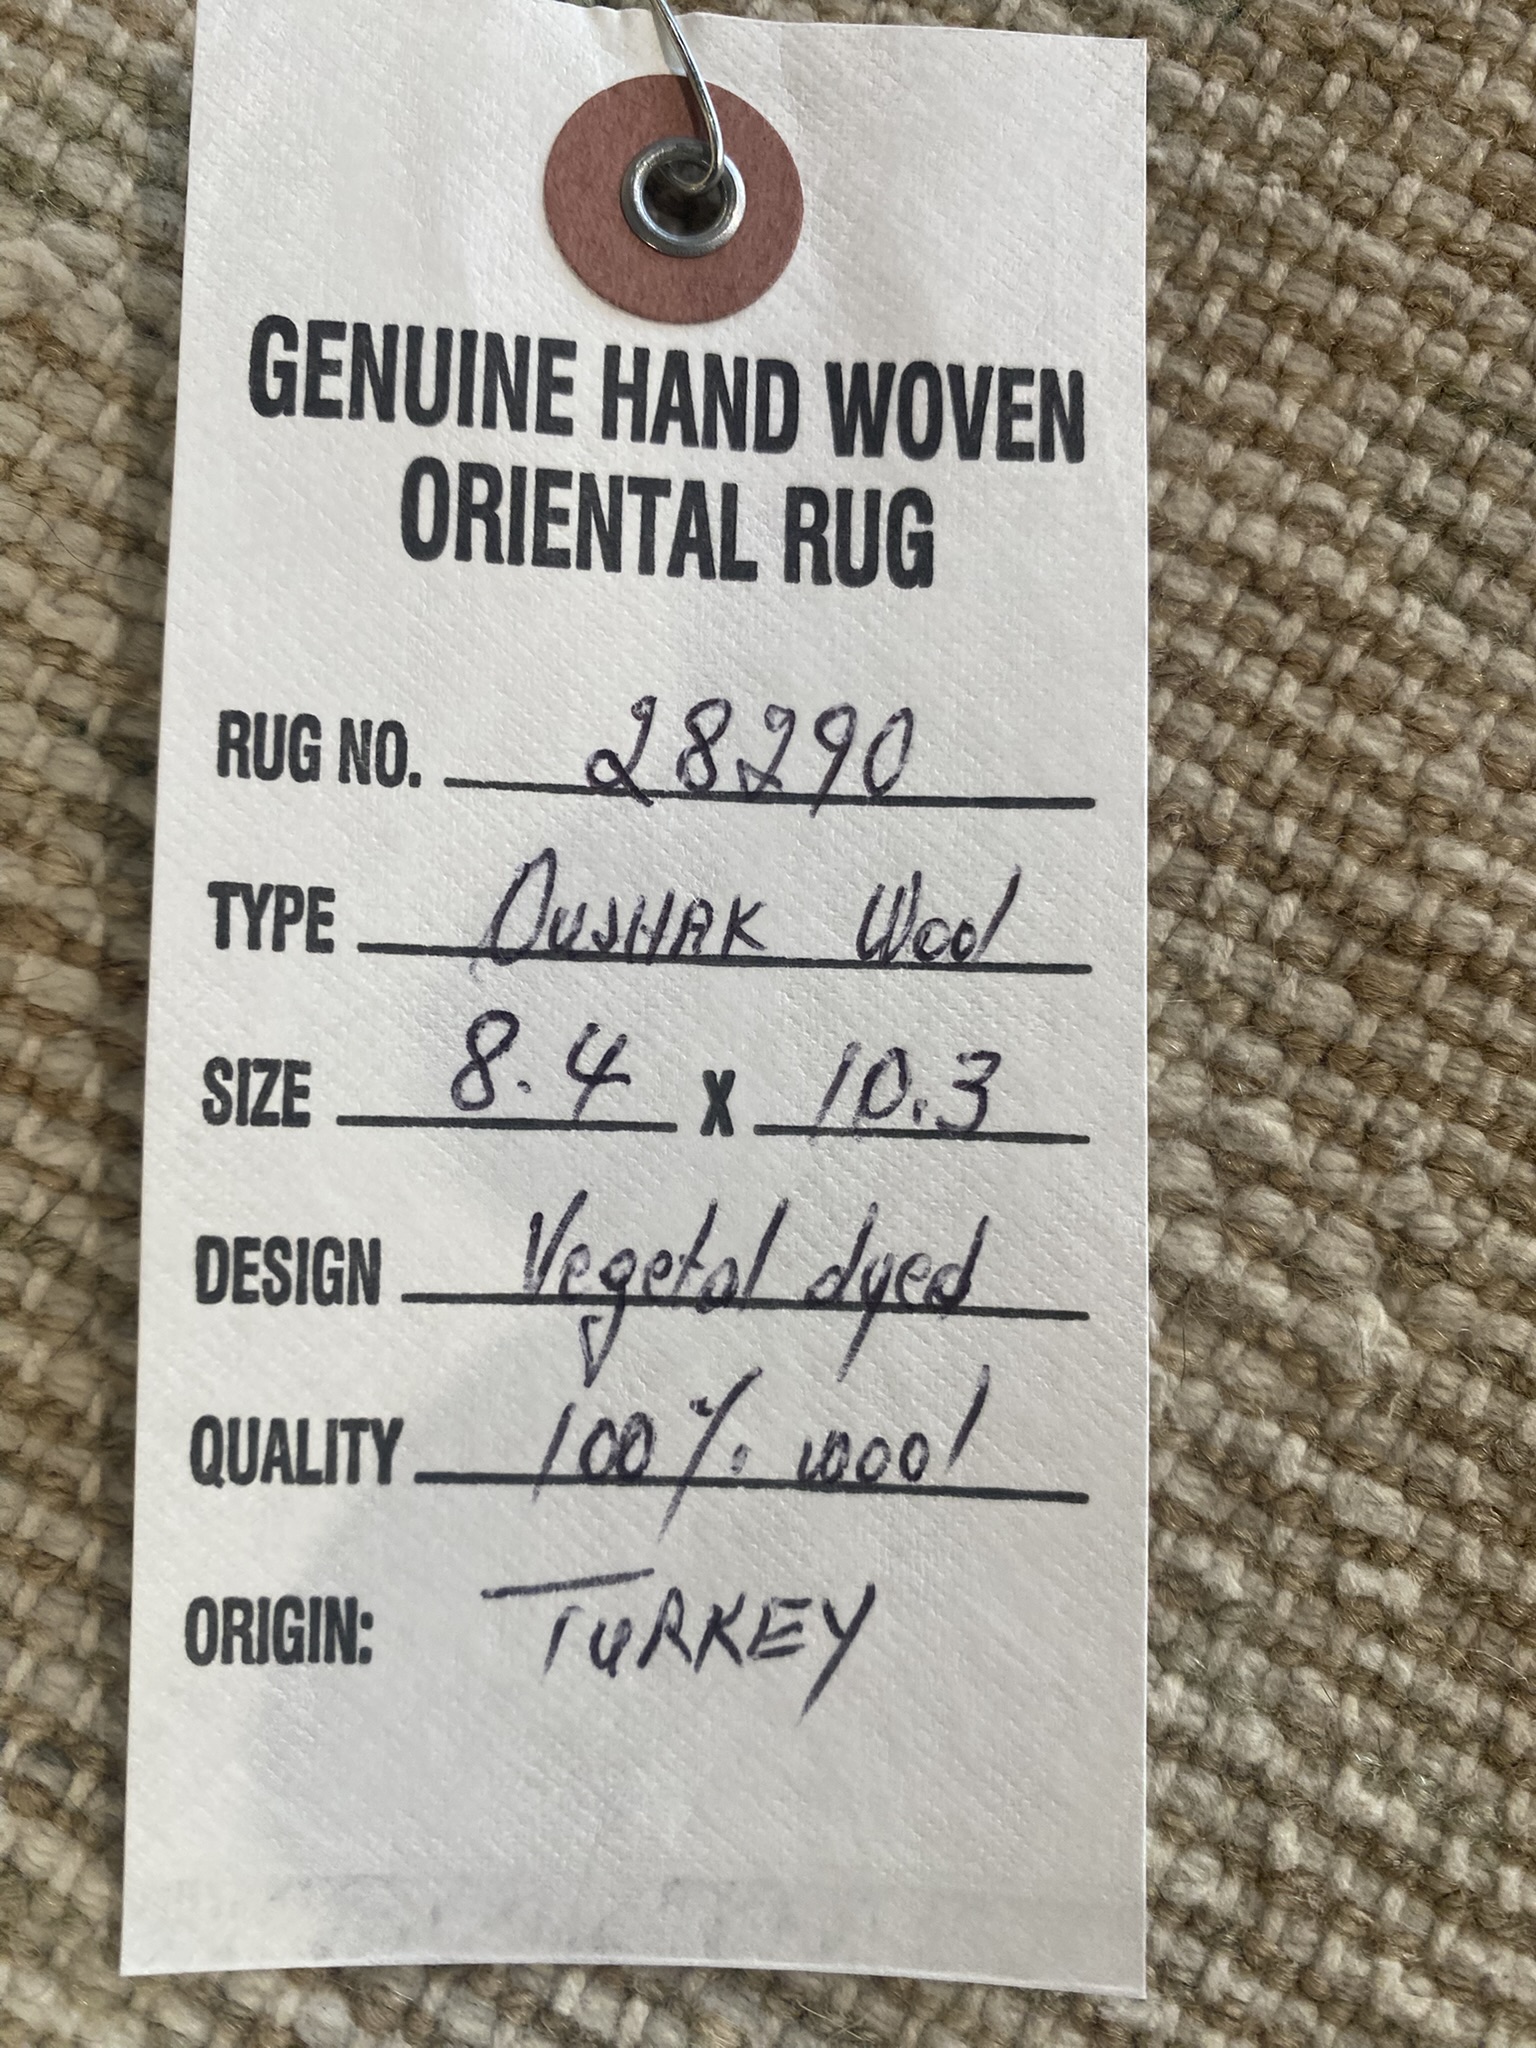 GENUINE HAND WOVEN
ORIENTAL RUG
RUG NO. 28290
TYPE OUSHAK Wool
SIZE 8.4 X 10.3
DESIGN Vegetal dyed
QUALITY 100% wool
ORIGIN: TURKEY